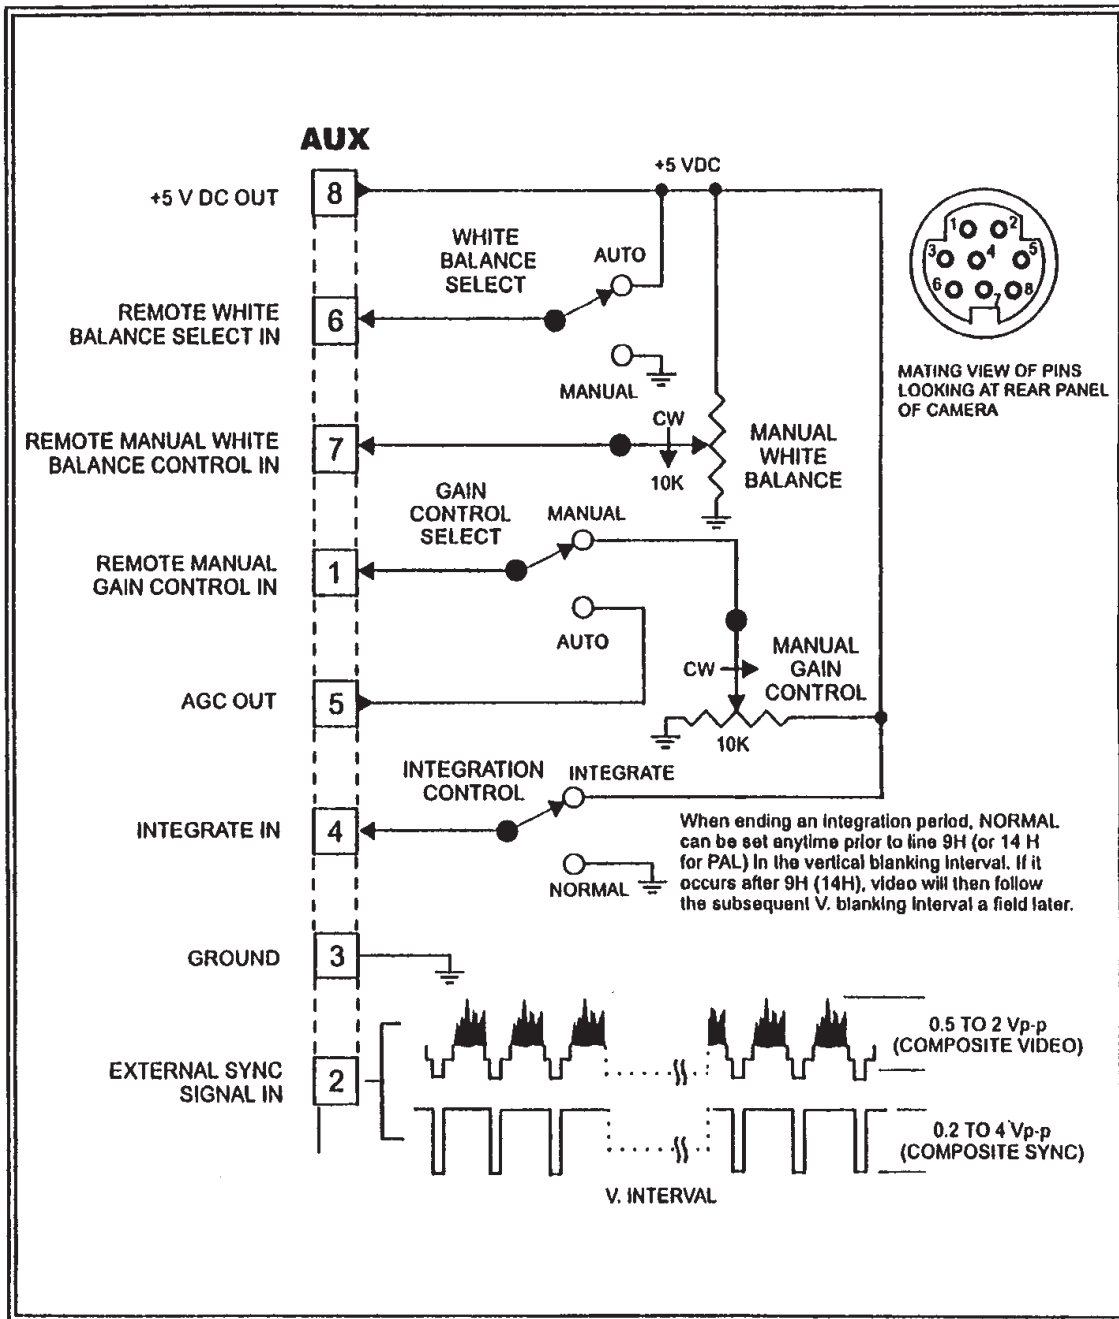 AUX
+5 V DC OUT
8
+5 VDC
WHITE
BALANCE
SELECT
AUTO
REMOTE WHITE
BALANCE SELECT IN
6
MANUAL
1
2
3
4
5
6
7
8
MATING VIEW OF PINS
LOOKING AT REAR PANEL
OF CAMERA
REMOTE MANUAL WHITE
BALANCE CONTROL IN
7
CW
10K
MANUAL
WHITE
BALANCE
GAIN
CONTROL
SELECT
MANUAL
REMOTE MANUAL
GAIN CONTROL IN
1
AUTO
CW
MANUAL
GAIN
CONTROL
AGC OUT
5
10K
INTEGRATION
CONTROL
INTEGRATE
INTEGRATE IN
4
NORMAL
When ending an integration period, NORMAL
can be set anytime prior to line 9H (or 14 H
for PAL) in the vertical blanking interval. If it
occurs after 9H (14H), video will then follow
the subsequent V. blanking interval a field later.
GROUND
3
EXTERNAL SYNC
SIGNAL IN
2
0.5 TO 2 Vp-p
(COMPOSITE VIDEO)
0.2 TO 4 Vp-p
(COMPOSITE SYNC)
V. INTERVAL